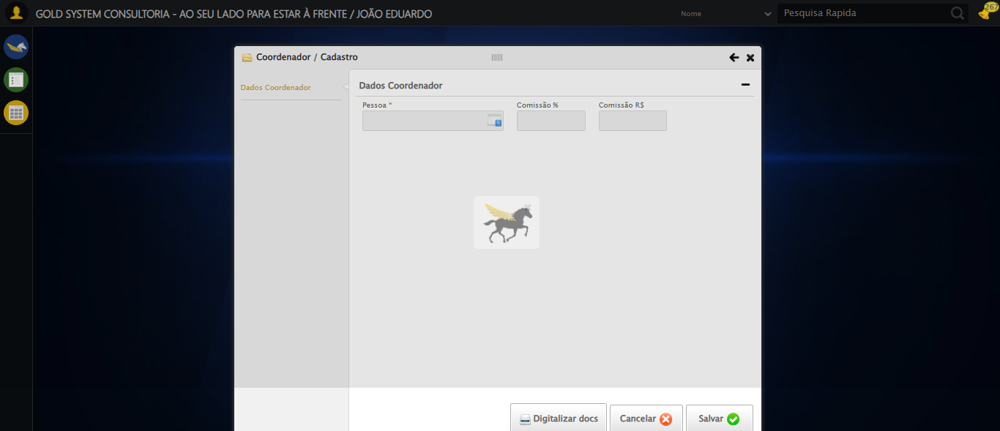 GOLD SYSTEM CONSULTORIA - AO SEU LADO PARA ESTAR À FRENTE / JOÃO EDUARDO
Nome
Pesquisa Rapida
267
Coordenador / Cadastro
Dados Coordenador
Dados Coordenador
Pessoa *
Comissão %
Comissão R$
Digitalizar docs
Cancelar
Salvar